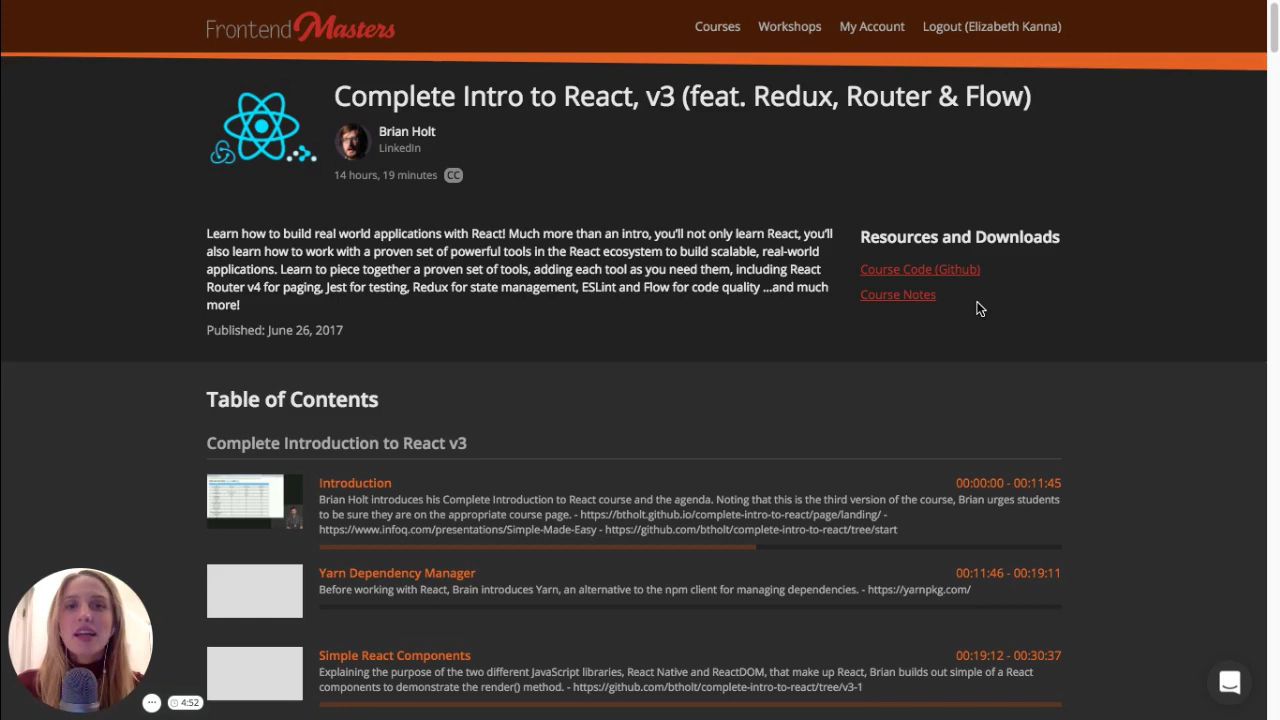 Frontend Masters
Courses
Workshops
My Account
Logout (Elizabeth Kanna)
Complete Intro to React, v3 (feat. Redux, Router & Flow)
Brian Holt
LinkedIn
14 hours, 19 minutes CC
Learn how to build real world applications with React! Much more than an intro, you'll not only learn React, you'll
also learn how to work with a proven set of powerful tools in the React ecosystem to build scalable, real-world
applications. Learn to piece together a proven set of tools, adding each tool as you need them, including React
Router v4 for paging, Jest for testing, Redux for state management, ESLint and Flow for code quality ...and much
more!
Published: June 26, 2017
Resources and Downloads
Course Code (Github)
Course Notes
Table of Contents
Complete Introduction to React v3
Introduction
00:00:00 - 00:11:45
Brian Holt introduces his Complete Introduction to React course and the agenda. Noting that this is the third version of the course, Brian urges students
to be sure they are on the appropriate course page. - https://btholt.github.io/complete-intro-to-react/page/landing/ -
https://www.infoq.com/presentations/Simple-Made-Easy - https://github.com/btholt/complete-intro-to-react/tree/start
Yarn Dependency Manager
00:11:46 - 00:19:11
Before working with React, Brain introduces Yarn, an alternative to the npm client for managing dependencies. - https://yarnpkg.com/
Simple React Components
00:19:12 - 00:30:37
Explaining the purpose of the two different JavaScript libraries, React Native and ReactDOM, that make up React, Brian builds out simple of a React
components to demonstrate the render() method. - https://github.com/btholt/complete-intro-to-react/tree/v3-1
4:52